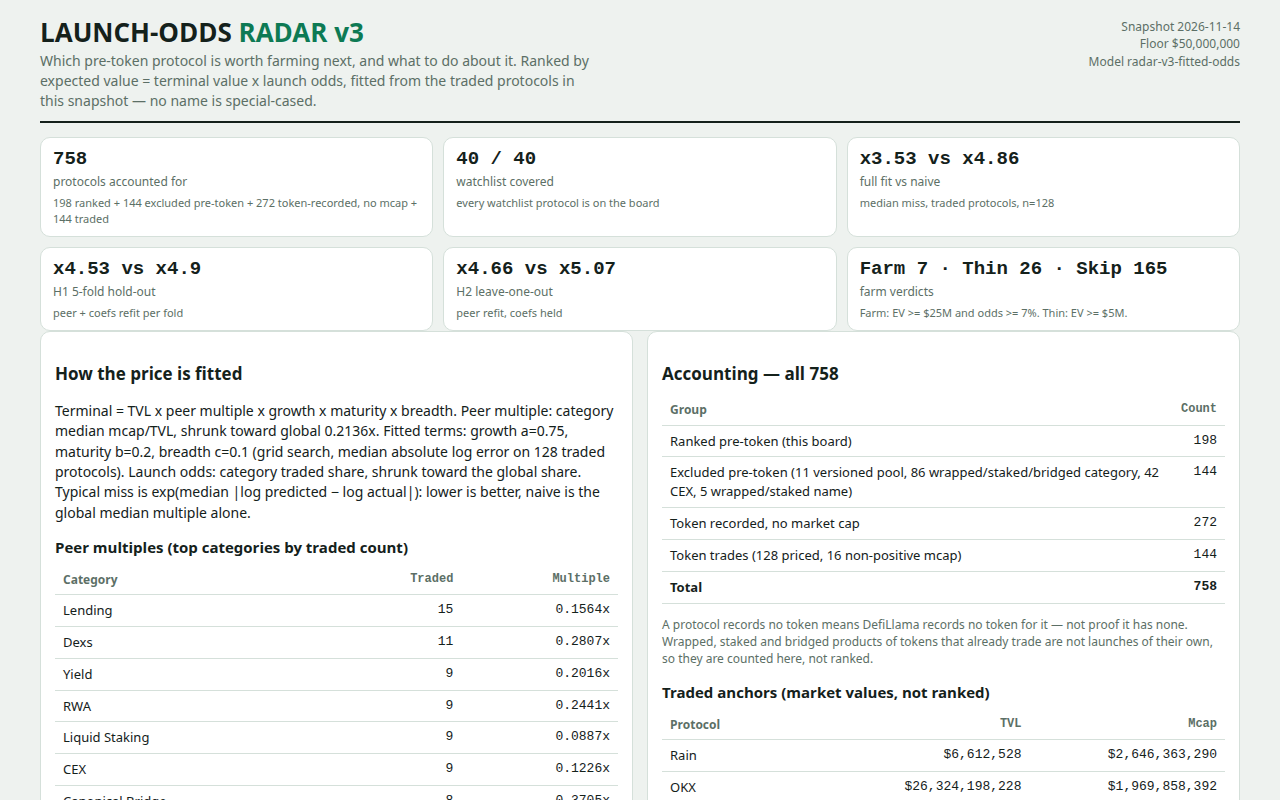 LAUNCH-ODDS RADAR v3
Which pre-token protocol is worth farming next, and what to do about it. Ranked by
expected value = terminal value x launch odds, fitted from the traded protocols in
this snapshot — no name is special-cased.
Snapshot 2026-11-14
Floor $50,000,000
Model radar-v3-fitted-odds
758
protocols accounted for
198 ranked + 144 excluded pre-token + 272 token-recorded, no mcap +
144 traded
40 / 40
watchlist covered
every watchlist protocol is on the board
x3.53 vs x4.86
full fit vs naive
median miss, traded protocols, n=128
x4.53 vs x4.9
H1 5-fold hold-out
peer + coefs refit per fold
x4.66 vs x5.07
H2 leave-one-out
peer refit, coefs held
Farm 7 · Thin 26 · Skip 165
farm verdicts
Farm: EV >= $25M and odds >= 7%. Thin: EV >= $5M.
How the price is fitted
Terminal = TVL x peer multiple x growth x maturity x breadth. Peer multiple: category
median mcap/TVL, shrunk toward global 0.2136x. Fitted terms: growth a=0.75,
maturity b=0.2, breadth c=0.1 (grid search, median absolute log error on 128 traded
protocols). Launch odds: category traded share, shrunk toward the global share.
Typical miss is exp(median |log predicted − log actual|): lower is better, naive is the
global median multiple alone.
Peer multiples (top categories by traded count)
Category Traded Multiple
Lending 15 0.1564x
Dexs 11 0.2807x
Yield 9 0.2016x
RWA 9 0.2441x
Liquid Staking 9 0.0887x
CEX 9 0.1226x
Canonical Bridge 8 0.3705x
Accounting — all 758
Group Count
Ranked pre-token (this board) 198
Excluded pre-token (11 versioned pool, 86 wrapped/staked/bridged category, 42 144
CEX, 5 wrapped/staked name)
Token recorded, no market cap 272
Token trades (128 priced, 16 non-positive mcap) 144
Total 758
A protocol records no token means DefiLlama records no token for it — not proof it has none.
Wrapped, staked and bridged products of tokens that already trade are not launches of their own,
so they are counted here, not ranked.
Traded anchors (market values, not ranked)
Protocol TVL Mcap
Rain $6,612,528 $2,646,363,290
OKX $26,324,198,228 $1,969,858,392